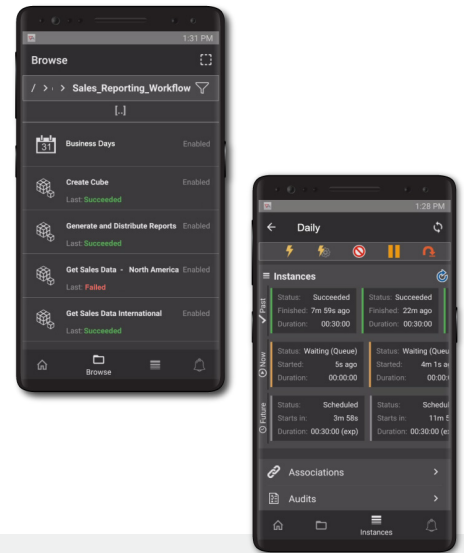 1:31 PM
Browse
/ > · > Sales_Reporting_Workflow
[..]
31
Business Days Enabled
Create Cube Enabled
Last: Succeeded
Generate and Distribute Reports Enabled
Last: Succeeded
Get Sales Data - North America Enabled
Last: Failed
Get Sales Data International Enabled
Last: Succeeded
Browse
1:28 PM
Daily
Instances
Past
Status: Succeeded Status: Succeeded
Finished: 7m 59s ago Finished: 22m ago
Duration: 00:30:00 Duration: 00:30:00
Now
Status: Waiting (Queue) Status: Waiting (Queu
Started: 5s ago Started: 4m 1s a
Duration: 00:00:00 Duration: 00:00:
Future
Status: Scheduled Status: Schedul
Starts in: 3m 58s Starts in: 11m 5
Duration: 00:30:00 (exp) Duration: 00:30:00 (e
Associations >
Audits >
Instances